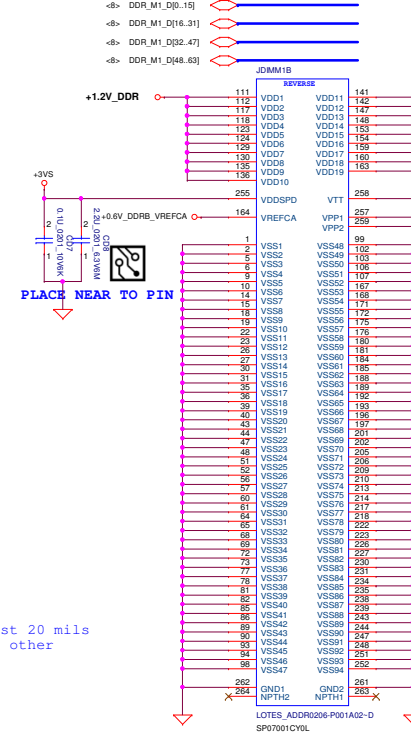 <8> DDR_M1_D[0..15]
<8> DDR_M1_D[16..31]
<8> DDR_M1_D[32..47]
<8> DDR_M1_D[48..63]
JDIMM1B
REVERSE
+1.2V_DDR
111 VDD1 VDD11 141
112 VDD2 VDD12 142
117 VDD3 VDD13 147
118 VDD4 VDD14 148
123 VDD5 VDD15 153
124 VDD6 VDD16 154
129 VDD7 VDD17 159
130 VDD8 VDD18 160
135 VDD9 VDD19 163
136 VDD10
+3VS
255 VDDSPD VTT 258
+0.6V_DDRB_VREFCA 164 VREFCA VPP1 257
VPP2 259
2 2
0.1U_0201_10V6K
CD7
2.2U_0201_6.3V6M
CD8
1 1
PLACE NEAR TO PIN
1 VSS1 VSS48 99
2 VSS2 VSS49 102
5 VSS3 VSS50 103
6 VSS4 VSS51 106
9 VSS5 VSS52 107
10 VSS6 VSS53 167
14 VSS7 VSS54 168
15 VSS8 VSS55 171
18 VSS9 VSS56 172
19 VSS10 VSS57 175
22 VSS11 VSS58 176
23 VSS12 VSS59 180
26 VSS13 VSS60 181
27 VSS14 VSS61 184
30 VSS15 VSS62 185
31 VSS16 VSS63 188
35 VSS17 VSS64 189
36 VSS18 VSS65 192
39 VSS19 VSS66 193
40 VSS20 VSS67 196
43 VSS21 VSS68 197
44 VSS22 VSS69 201
47 VSS23 VSS70 202
48 VSS24 VSS71 205
51 VSS25 VSS72 206
52 VSS26 VSS73 209
56 VSS27 VSS74 210
57 VSS28 VSS75 213
60 VSS29 VSS76 214
61 VSS30 VSS77 217
64 VSS31 VSS78 218
65 VSS32 VSS79 222
68 VSS33 VSS80 223
69 VSS34 VSS81 226
72 VSS35 VSS82 227
73 VSS36 VSS83 230
77 VSS37 VSS84 231
78 VSS38 VSS85 234
81 VSS39 VSS86 235
82 VSS40 VSS87 238
85 VSS41 VSS88 239
86 VSS42 VSS89 243
89 VSS43 VSS90 244
90 VSS44 VSS91 247
93 VSS45 VSS92 248
94 VSS46 VSS93 251
98 VSS47 VSS94 252
st 20 mils
other
262 GND1 GND2 261
264 NPTH2 NPTH1 263
LOTES_ADDR0206-P001A02~D
SP07001CY0L